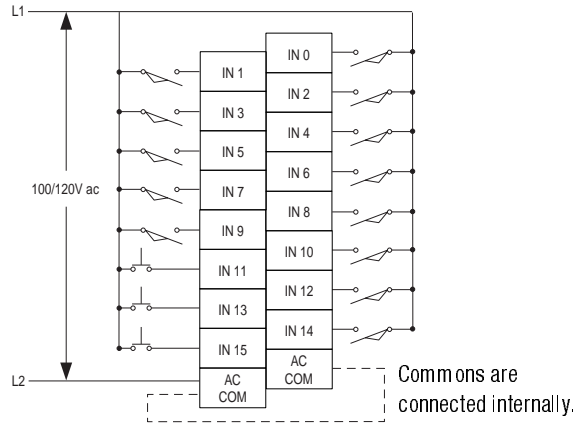 L1
IN 0
IN 1
IN 2
IN 3
IN 4
IN 5
IN 6
100/120V ac
IN 7
IN 8
IN 9
IN 10
IN 11
IN 12
IN 13
IN 14
IN 15
AC
COM
L2
AC
COM
Commons are
connected internally.